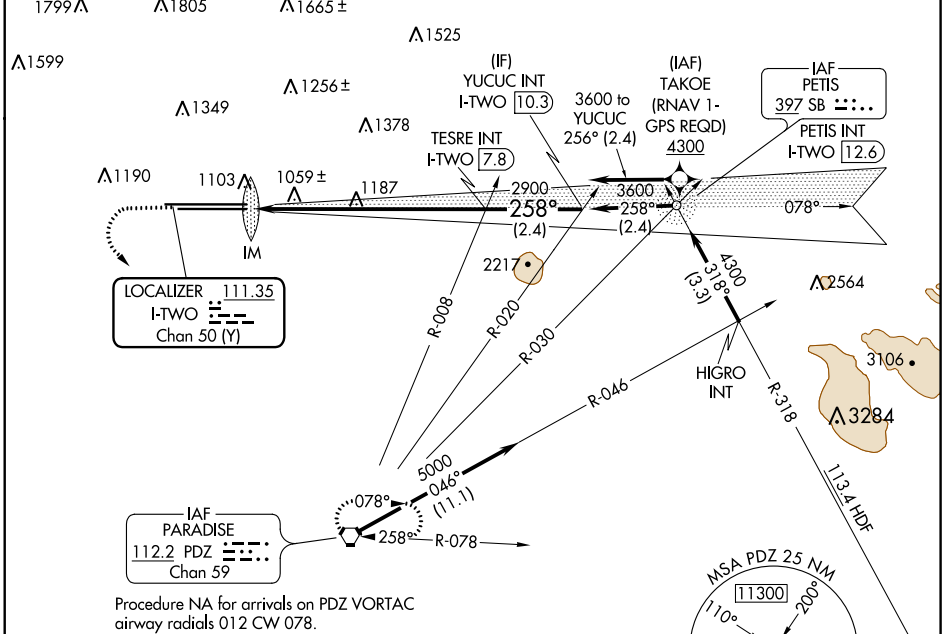 1799
1805
1665 ±
1525
1599
1256 ±
1349
1378
(IF)
YUCUC INT
I-TWO 10.3
3600 to
YUCUC
256° (2.4)
(IAF)
TAKOE
(RNAV 1-
GPS REQD)
4300
IAF
PETIS
397 SB
PETIS INT
I-TWO 12.6
TESRE INT
I-TWO 7.8
1190
1103
1059 ±
1187
2900
258°
(2.4)
3600
258°
(2.4)
078°
IM
LOCALIZER 111.35
I-TWO
Chan 50 (Y)
2217
4300
318°
(3.3)
2564
R-008
R-020
R-030
HIGRO
INT
3106
R-046
R-318
3284
5000
046°
(11.1)
113.4 HDF
078°
258°
R-078
IAF
PARADISE
112.2 PDZ
Chan 59
MSA PDZ 25 NM
11300
110°
200°
Procedure NA for arrivals on PDZ VORTAC
airway radials 012 CW 078.